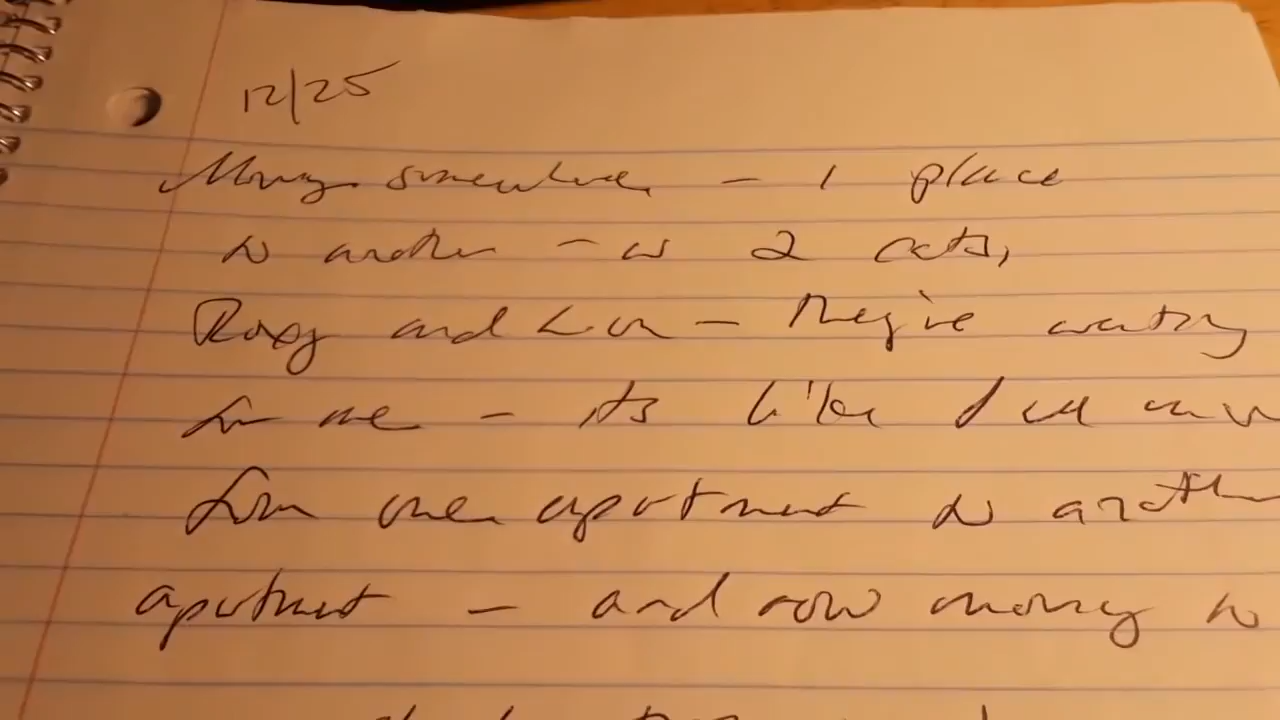 12/25
Moving somewhere - 1 place
to another - w 2 cats,
Roxy and - They're waiting
for me - its like I
from one apartment to another
apartment - and now moving to